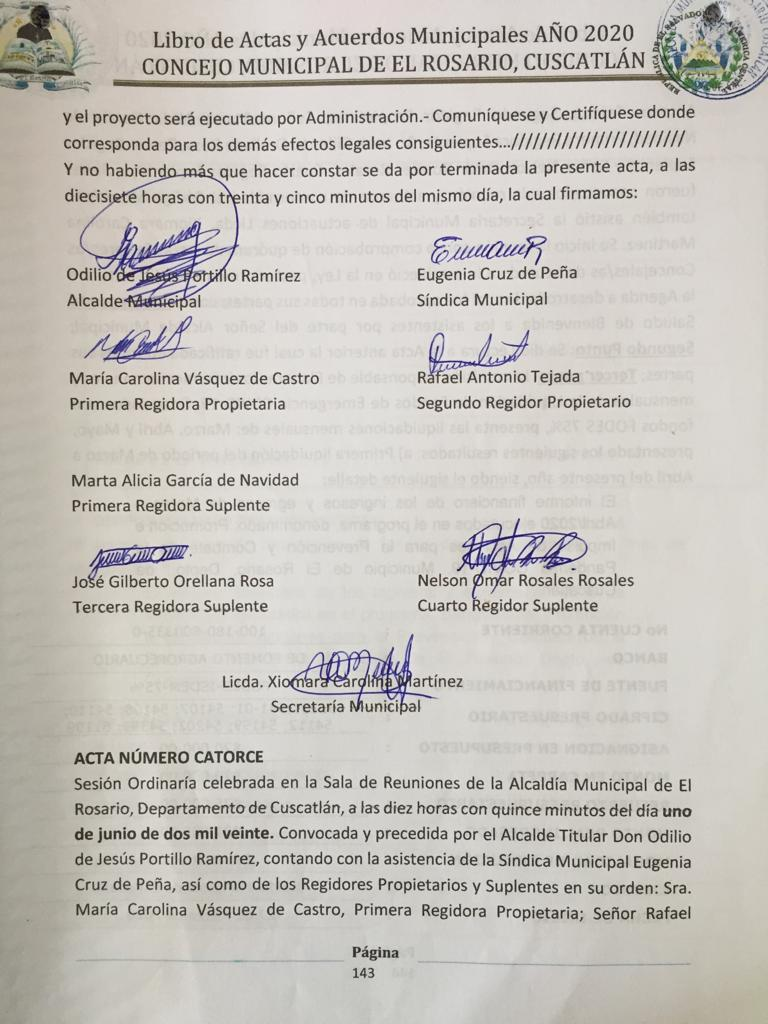 Libro de Actas y Acuerdos Municipales AÑO 2020
CONCEJO MUNICIPAL DE EL ROSARIO, CUSCATLÁN
y el proyecto será ejecutado por Administración.- Comuníquese y Certifíquese donde
corresponda para los demás efectos legales consiguientes...////////////////////////
Y no habiendo más que hacer constar se da por terminada la presente acta, a las
diecisiete horas con treinta y cinco minutos del mismo día, la cual firmamos:
Odilio de Jesús Portillo Ramírez
Alcalde Municipal
Eugenia Cruz de Peña
Síndica Municipal
María Carolina Vásquez de Castro
Primera Regidora Propietaria
Rafael Antonio Tejada
Segundo Regidor Propietario
Marta Alicia García de Navidad
Primera Regidora Suplente
José Gilberto Orellana Rosa
Tercera Regidora Suplente
Nelson Omar Rosales Rosales
Cuarto Regidor Suplente
Licda. Xiomara Carolina Martínez
Secretaría Municipal
ACTA NÚMERO CATORCE
Sesión Ordinaría celebrada en la Sala de Reuniones de la Alcaldía Municipal de El
Rosario, Departamento de Cuscatlán, a las diez horas con quince minutos del día uno
de junio de dos mil veinte. Convocada y precedida por el Alcalde Titular Don Odilio
de Jesús Portillo Ramírez, contando con la asistencia de la Síndica Municipal Eugenia
Cruz de Peña, así como de los Regidores Propietarios y Suplentes en su orden: Sra.
María Carolina Vásquez de Castro, Primera Regidora Propietaria; Señor Rafael
Página
143